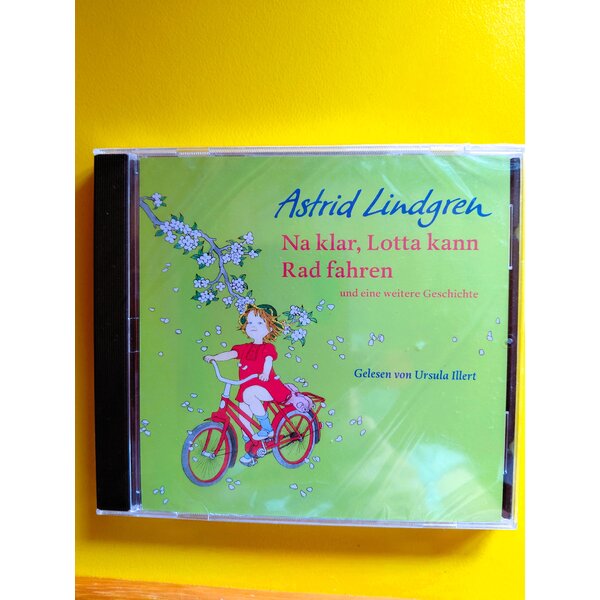 Astrid Lindgren
Na klar, Lotta kann
Rad fahren
und eine weitere Geschichte
Gelesen von Ursula Illert